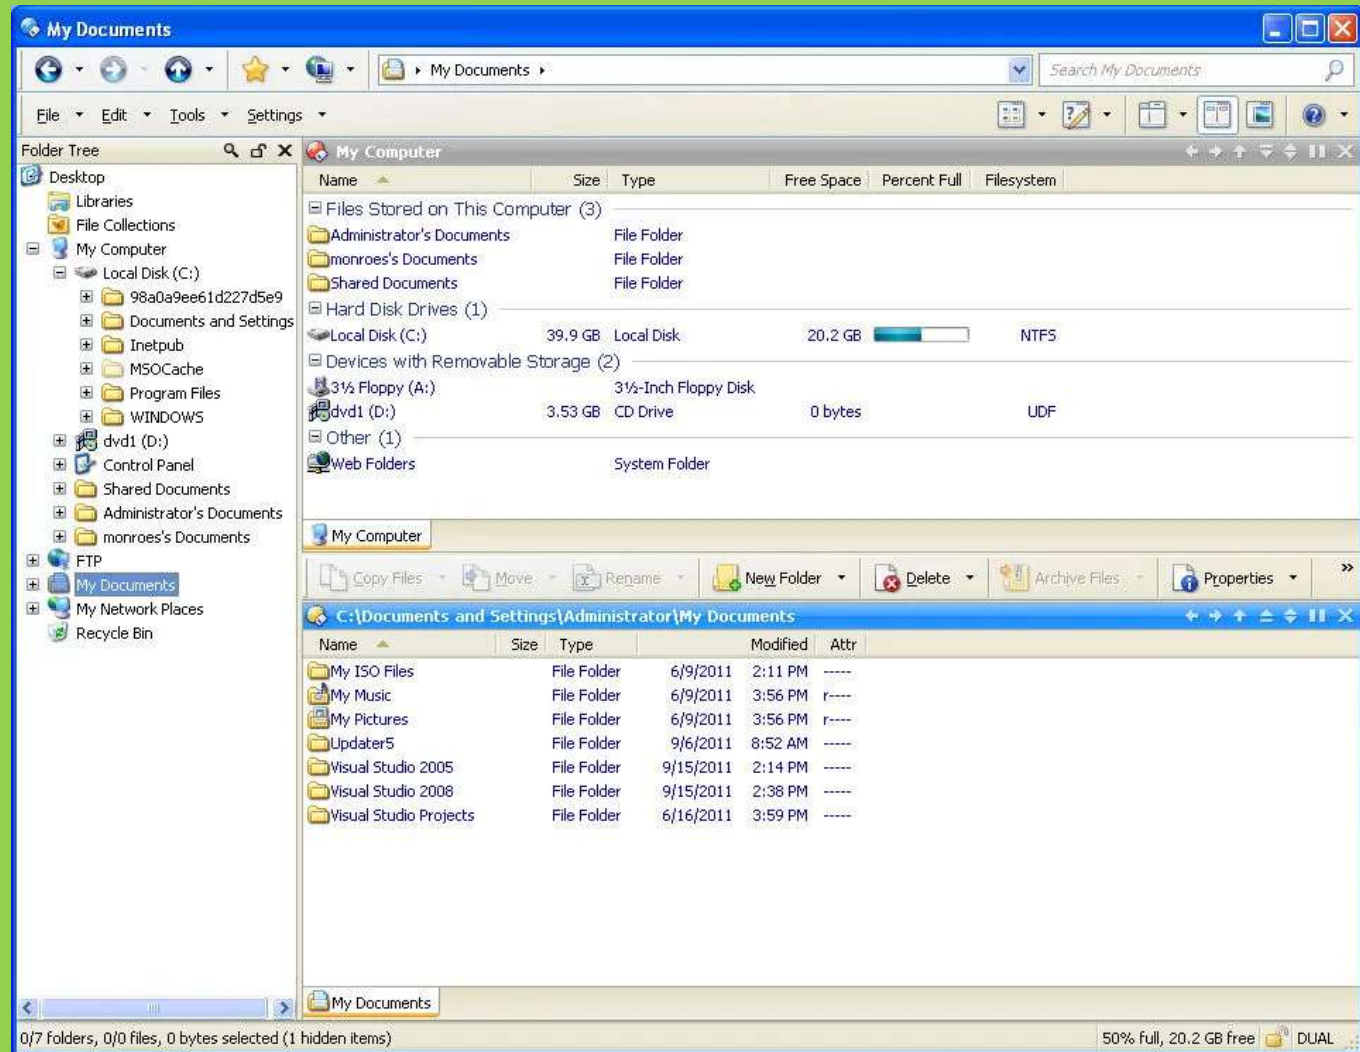 My Documents
My Documents
Search My Documents
File Edit Tools Settings
Folder Tree
Desktop
Libraries
File Collections
My Computer
Local Disk (C:)
98a0a9ee61d227d5e9
Documents and Settings
Inetpub
MSOCache
Program Files
WINDOWS
dvd1 (D:)
Control Panel
Shared Documents
Administrator's Documents
monroes's Documents
FTP
My Documents
My Network Places
Recycle Bin
My Computer
Name Size Type Free Space Percent Full Filesystem
Files Stored on This Computer (3)
Administrator's Documents File Folder
monroes's Documents File Folder
Shared Documents File Folder
Hard Disk Drives (1)
Local Disk (C:) 39.9 GB Local Disk 20.2 GB NTFS
Devices with Removable Storage (2)
3½ Floppy (A:) 3½-Inch Floppy Disk
dvd1 (D:) 3.53 GB CD Drive 0 bytes UDF
Other (1)
Web Folders System Folder
My Computer
Copy Files Move Rename New Folder Delete Archive Files Properties »
C:\Documents and Settings\Administrator\My Documents
Name Size Type Modified Attr
My ISO Files File Folder 6/9/2011 2:11 PM -----
My Music File Folder 6/9/2011 3:56 PM r----
My Pictures File Folder 6/9/2011 3:56 PM r----
Updater5 File Folder 9/6/2011 8:52 AM -----
Visual Studio 2005 File Folder 9/15/2011 2:14 PM -----
Visual Studio 2008 File Folder 9/15/2011 2:38 PM -----
Visual Studio Projects File Folder 6/16/2011 3:59 PM -----
My Documents
0/7 folders, 0/0 files, 0 bytes selected (1 hidden items) 50% full, 20.2 GB free DUAL